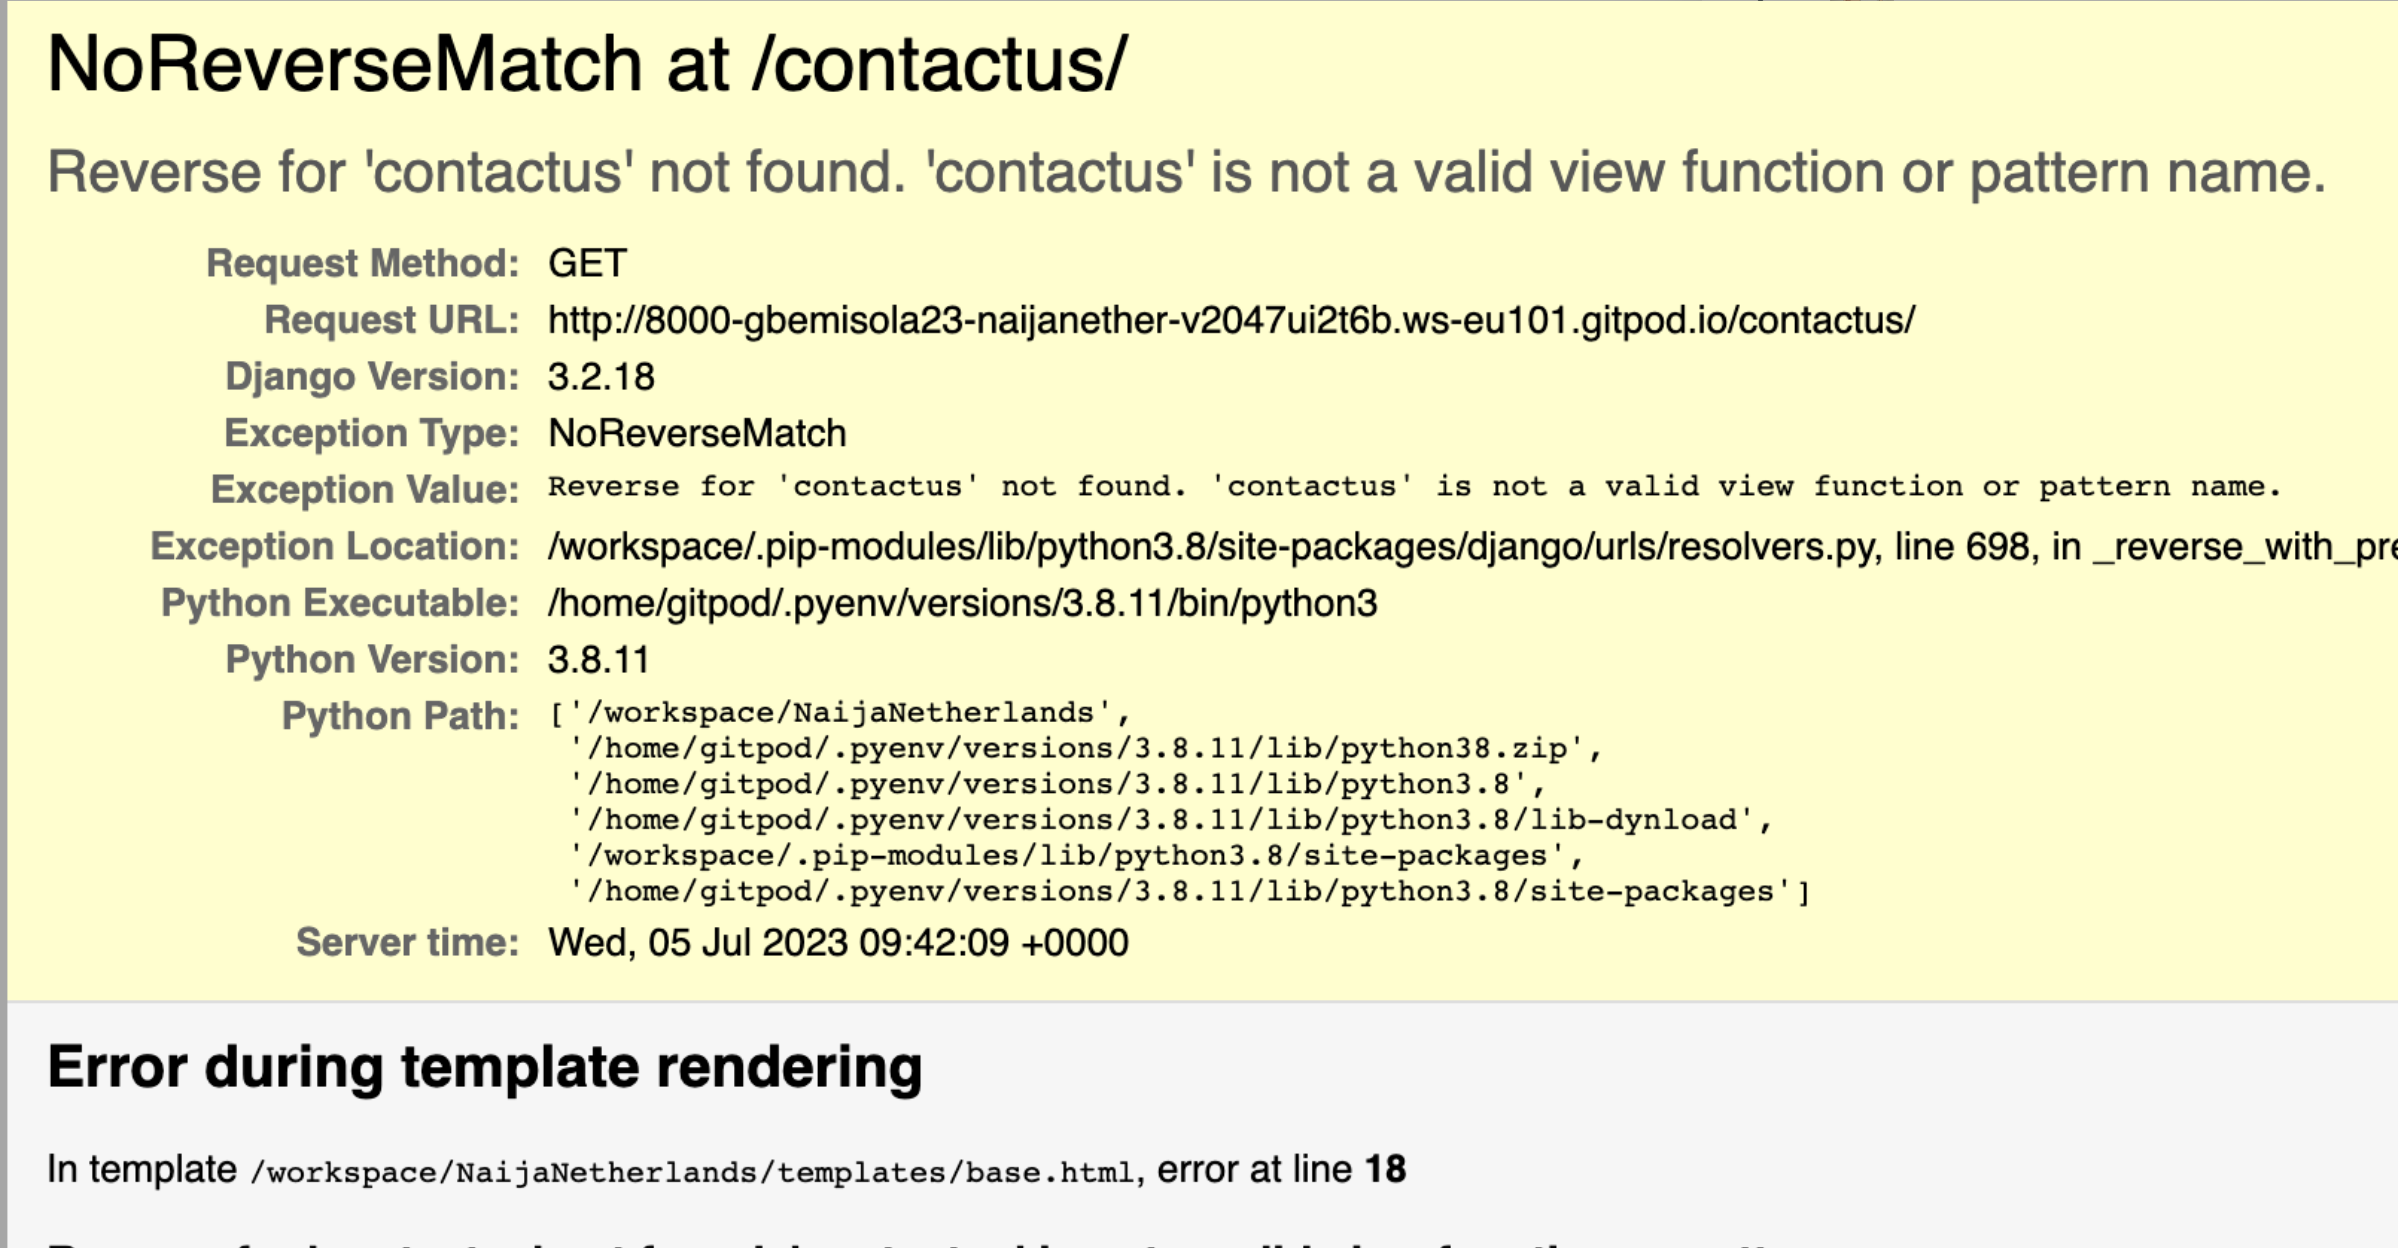 NoReverseMatch at /contactus/
Reverse for 'contactus' not found. 'contactus' is not a valid view function or pattern name.
Request Method: GET
Request URL: http://8000-gbemisola23-naijanether-v2047ui2t6b.ws-eu101.gitpod.io/contactus/
Django Version: 3.2.18
Exception Type: NoReverseMatch
Exception Value: Reverse for 'contactus' not found. 'contactus' is not a valid view function or pattern name.
Exception Location: /workspace/.pip-modules/lib/python3.8/site-packages/django/urls/resolvers.py, line 698, in _reverse_with_pre
Python Executable: /home/gitpod/.pyenv/versions/3.8.11/bin/python3
Python Version: 3.8.11
Python Path: ['/workspace/NaijaNetherlands',
'/home/gitpod/.pyenv/versions/3.8.11/lib/python38.zip',
'/home/gitpod/.pyenv/versions/3.8.11/lib/python3.8',
'/home/gitpod/.pyenv/versions/3.8.11/lib/python3.8/lib-dynload',
'/workspace/.pip-modules/lib/python3.8/site-packages',
'/home/gitpod/.pyenv/versions/3.8.11/lib/python3.8/site-packages']
Server time: Wed, 05 Jul 2023 09:42:09 +0000
Error during template rendering
In template /workspace/NaijaNetherlands/templates/base.html, error at line 18